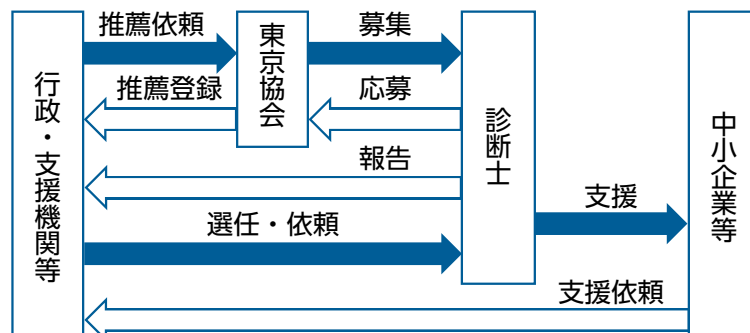 推薦依頼
募集
東京協会
推薦登録
応募
行政・支援機関等
診断士
中小企業等
報告
支援
選任・依頼
支援依頼